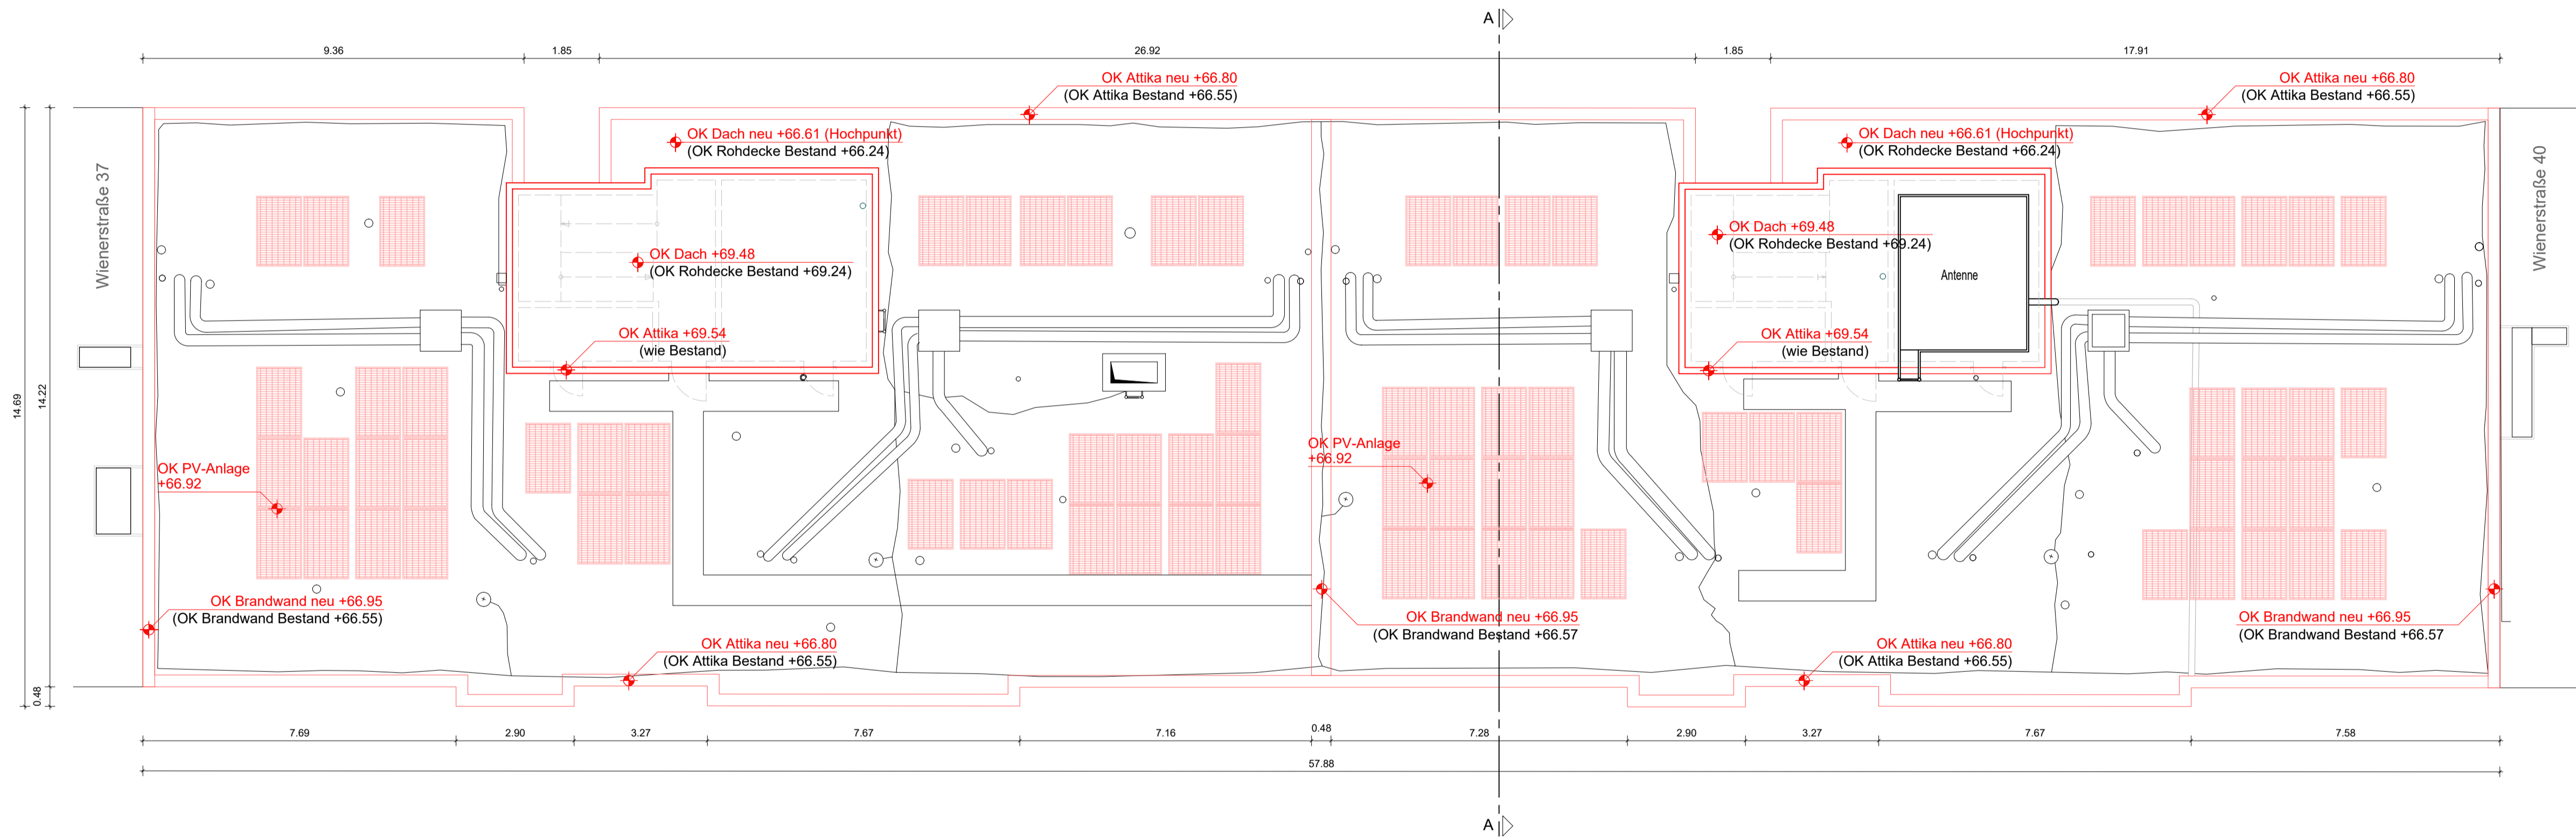 A
9.36
1.85
26.92
1.85
17.91
OK Attika neu +66.80
(OK Attika Bestand +66.55)
OK Attika neu +66.80
(OK Attika Bestand +66.55)
OK Dach neu +66.61 (Hochpunkt)
(OK Rohdecke Bestand +66.24)
OK Dach neu +66.61 (Hochpunkt)
(OK Rohdecke Bestand +66.24)
Wienerstraße 37
Wienerstraße 40
OK Dach +69.48
(OK Rohdecke Bestand +69.24)
OK Dach +69.48
(OK Rohdecke Bestand +69.24)
Antenne
OK Attika +69.54
(wie Bestand)
OK Attika +69.54
(wie Bestand)
14.69
14.22
0.48
OK PV-Anlage
+66.92
OK PV-Anlage
+66.92
OK Brandwand neu +66.95
(OK Brandwand Bestand +66.55)
OK Brandwand neu +66.95
(OK Brandwand Bestand +66.57
OK Brandwand neu +66.95
(OK Brandwand Bestand +66.57
OK Attika neu +66.80
(OK Attika Bestand +66.55)
OK Attika neu +66.80
(OK Attika Bestand +66.55)
7.69
2.90
3.27
7.67
7.16
0.48
7.28
2.90
3.27
7.67
7.58
57.88
A